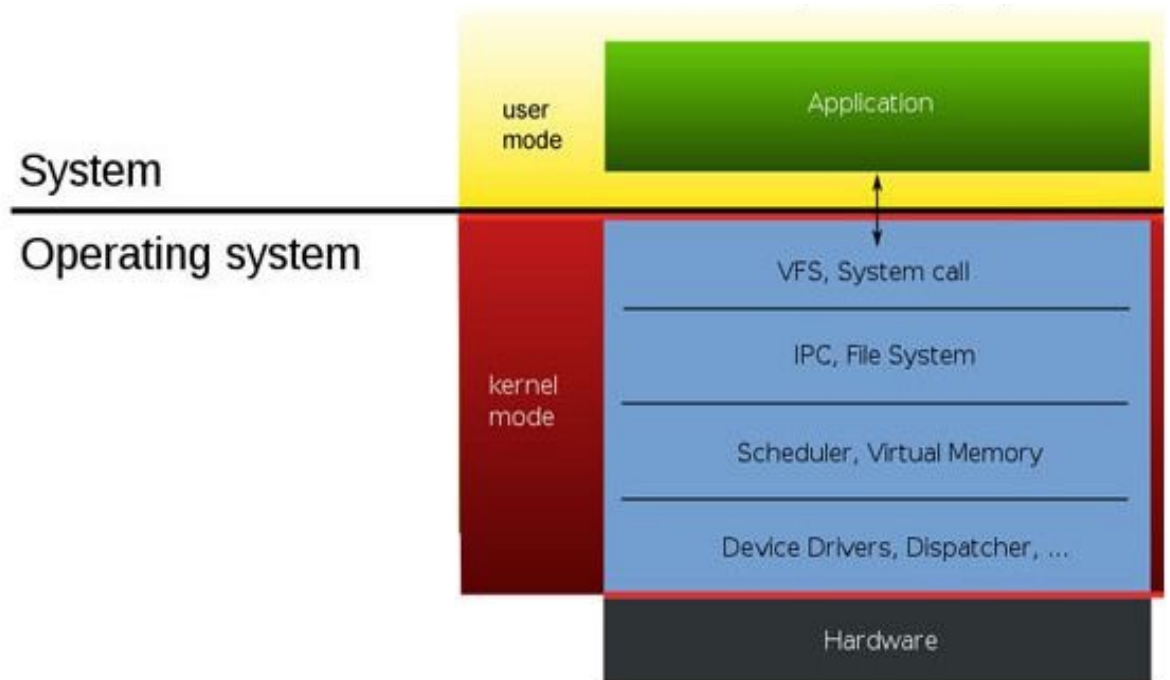 user
mode
Application
System
Operating system
VFS, System call
IPC, File System
kernel
mode
Scheduler, Virtual Memory
Device Drivers, Dispatcher, ...
Hardware